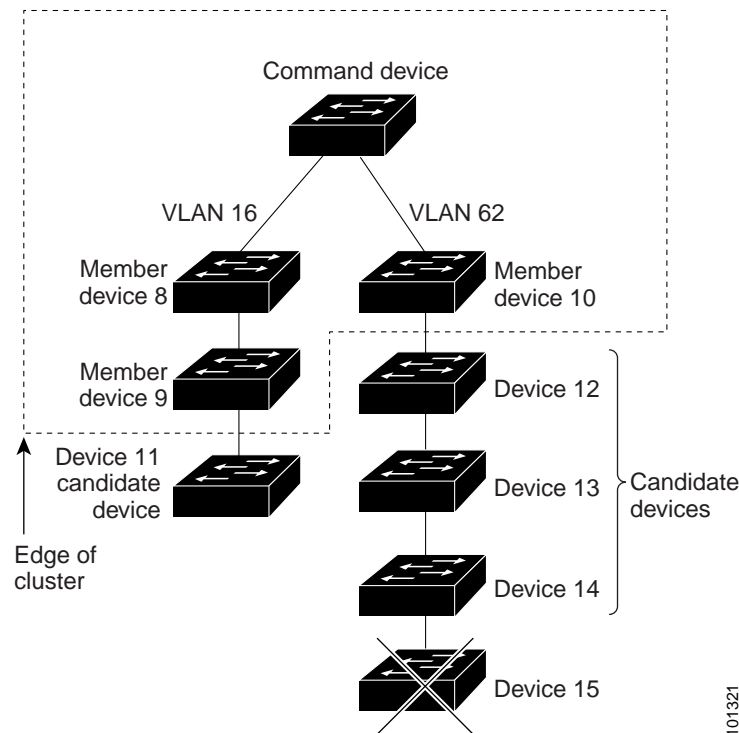 Command device
VLAN 16
VLAN 62
Member
device 8
Member
device 10
Member
device 9
Device 12
Device 11
candidate
device
Device 13
Candidate
devices
Edge of
cluster
Device 14
Device 15
101321